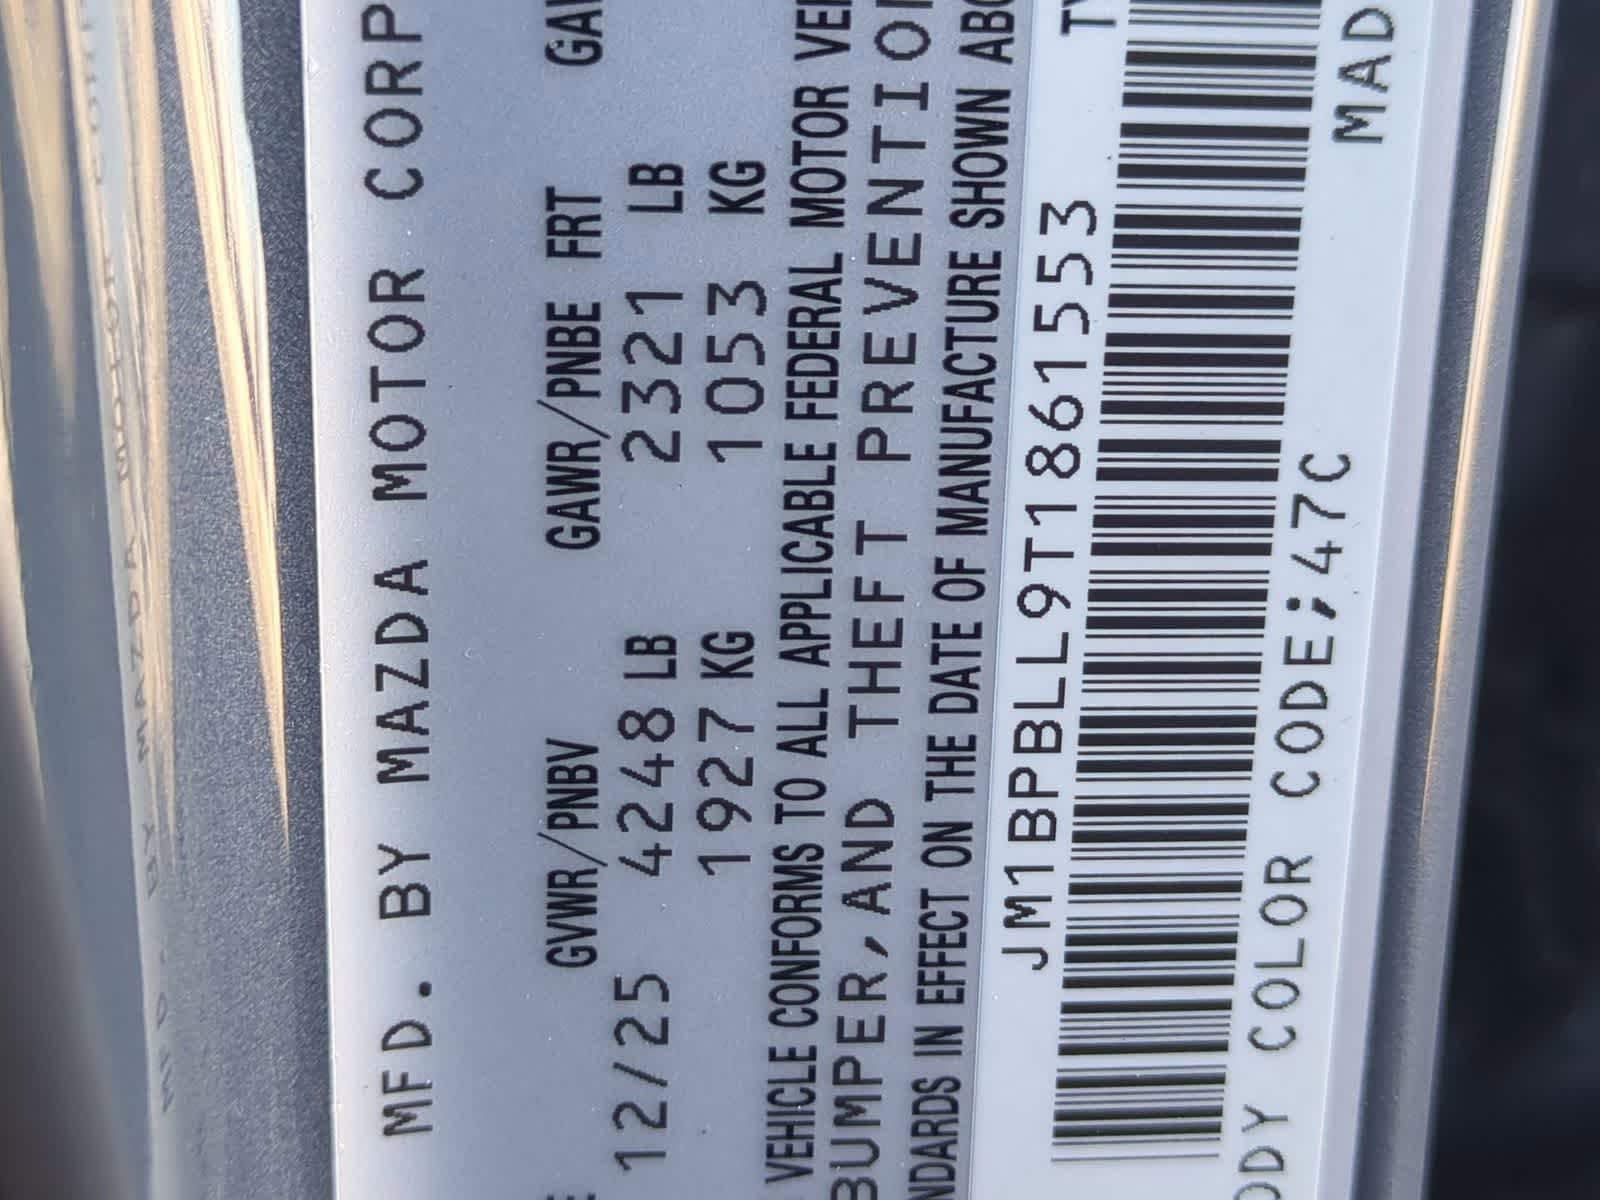 MFD. BY MAZDA MOTOR CORP
GVWR/PNBV GAWR/PNBE FRT
12/25 4248 LB 2321 LB
1927 KG 1053 KG
VEHICLE CONFORMS TO ALL APPLICABLE FEDERAL MOTOR
BUMPER, AND THEFT PREVENTIO
NDARDS IN EFFECT ON THE DATE OF MANUFACTURE SHOWN ABO
JM1BPBLL9T1861553
ODY COLOR CODE;47C MAD